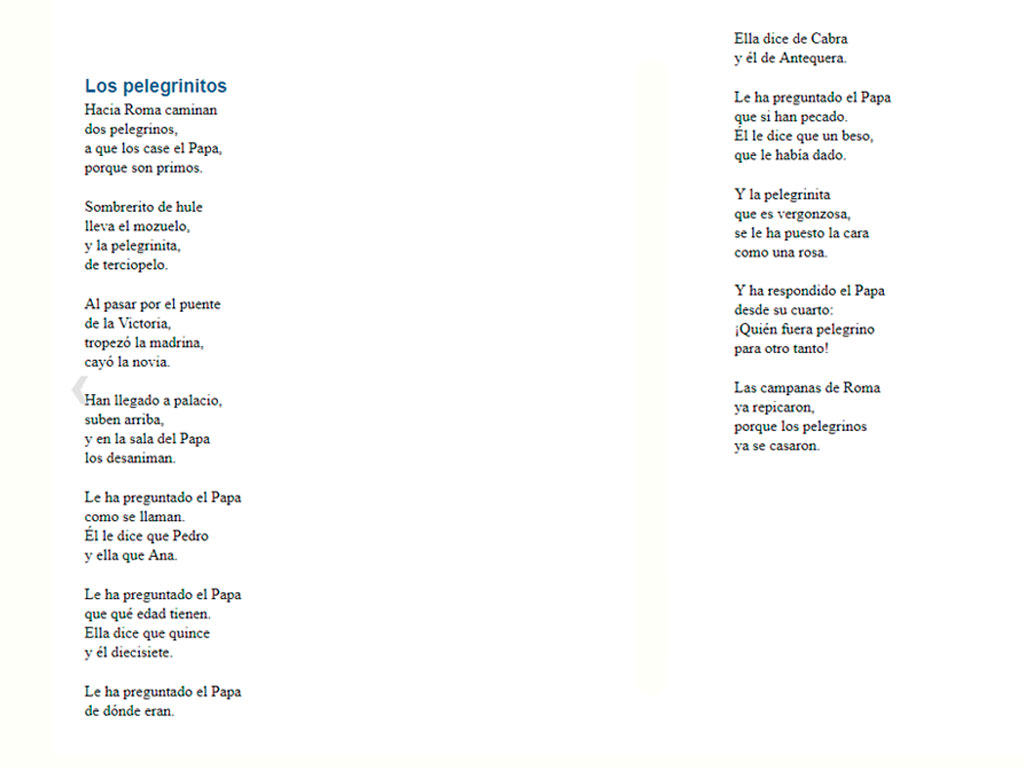 Los pelegrinitos
Hacia Roma caminan
dos pelegrinos,
a que los case el Papa,
porque son primos.

Sombrerito de hule
lleva el mozuelo,
y la pelegrinita,
de terciopelo.

Al pasar por el puente
de la Victoria,
tropezó la madrina,
cayó la novia.

Han llegado a palacio,
suben arriba,
y en la sala del Papa
los desaniman.

Le ha preguntado el Papa
como se llaman.
Él le dice que Pedro
y ella que Ana.

Le ha preguntado el Papa
que qué edad tienen.
Ella dice que quince
y él diecisiete.

Le ha preguntado el Papa
de dónde eran.
Ella dice de Cabra
y él de Antequera.

Le ha preguntado el Papa
que si han pecado.
Él le dice que un beso,
que le había dado.

Y la pelegrinita
que es vergonzosa,
se le ha puesto la cara
como una rosa.

Y ha respondido el Papa
desde su cuarto:
¡Quién fuera pelegrino
para otro tanto!

Las campanas de Roma
ya repicaron,
porque los pelegrinos
ya se casaron.